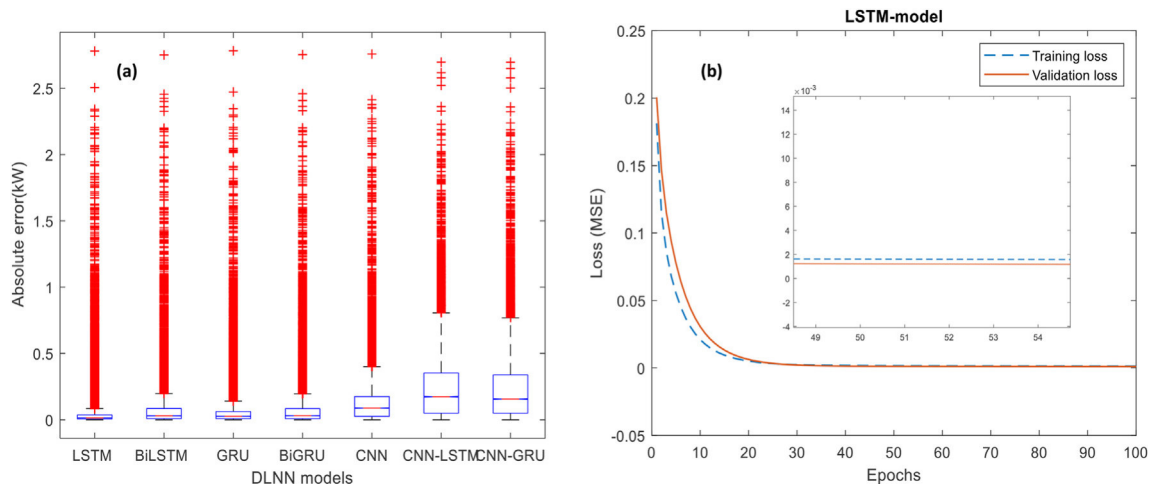 (a)
Absolute error(kW)
2.5
2
1.5
1
0.5
0
LSTM BiLSTM GRU BiGRU CNN CNN-LSTM CNN-GRU
DLNN models
LSTM-model
(b)
Training loss
Validation loss
Loss (MSE)
0.25
0.2
0.15
0.1
0.05
0
-0.05
0 10 20 30 40 50 60 70 80 90 100
Epochs
×10^-3
14
12
10
8
6
4
2
0
-2
-4
49 50 51 52 53 54